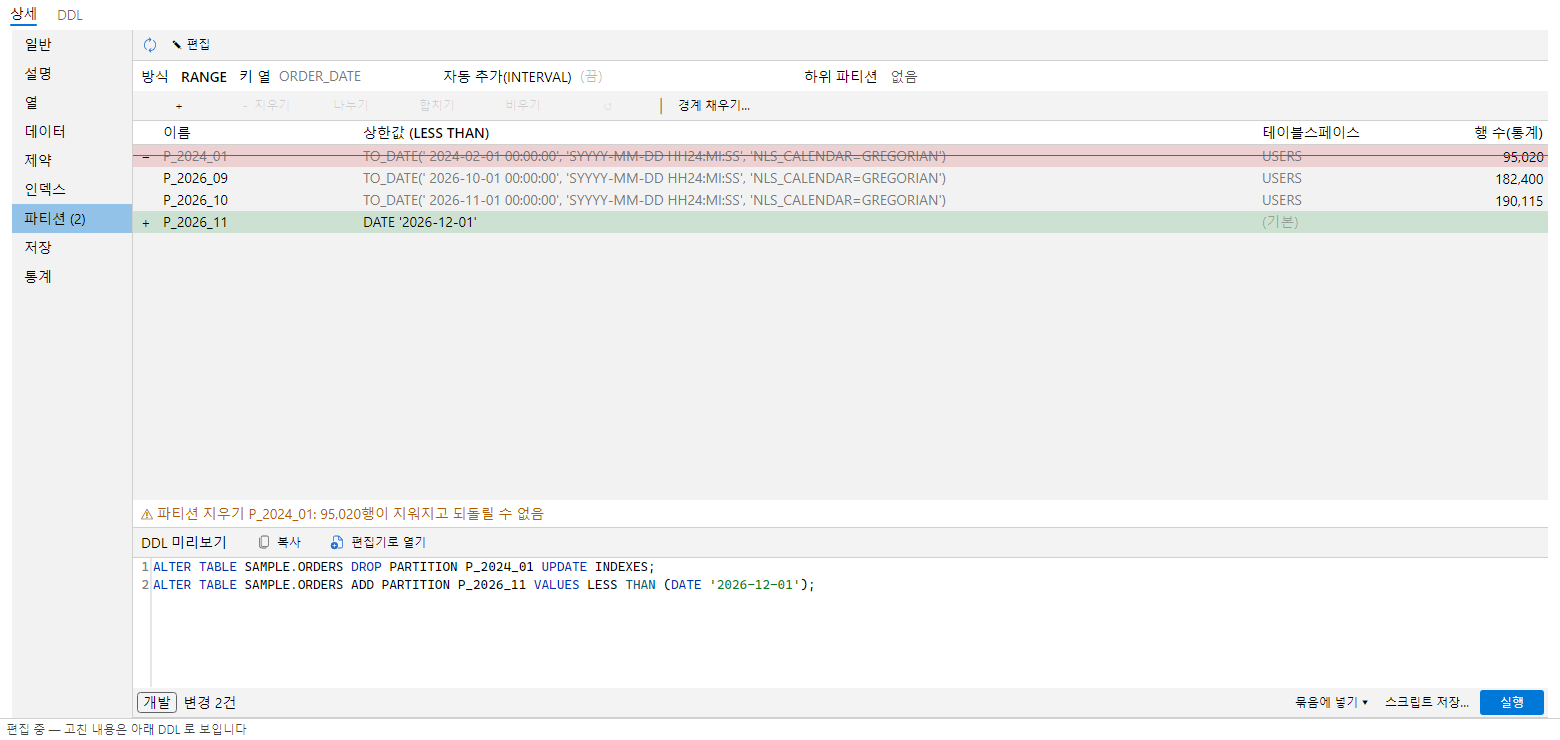 상세 DDL
일반
설명
열
데이터
제약
인덱스
파티션 (2)
저장
통계
편집
방식 RANGE 키 열 ORDER_DATE 자동 추가(INTERVAL) (끔) 하위 파티션 없음
+ - 지우기 나누기 합치기 비우기 ↺ 경계 채우기...
이름 상한값 (LESS THAN) 테이블스페이스 행 수(통계)
− P_2024_01 TO_DATE(' 2024-02-01 00:00:00', 'SYYYY-MM-DD HH24:MI:SS', 'NLS_CALENDAR=GREGORIAN') USERS 95,020
P_2026_09 TO_DATE(' 2026-10-01 00:00:00', 'SYYYY-MM-DD HH24:MI:SS', 'NLS_CALENDAR=GREGORIAN') USERS 182,400
P_2026_10 TO_DATE(' 2026-11-01 00:00:00', 'SYYYY-MM-DD HH24:MI:SS', 'NLS_CALENDAR=GREGORIAN') USERS 190,115
+ P_2026_11 DATE '2026-12-01' (기본)
⚠ 파티션 지우기 P_2024_01: 95,020행이 지워지고 되돌릴 수 없음
DDL 미리보기 복사 편집기로 열기
1 ALTER TABLE SAMPLE.ORDERS DROP PARTITION P_2024_01 UPDATE INDEXES;
2 ALTER TABLE SAMPLE.ORDERS ADD PARTITION P_2026_11 VALUES LESS THAN (DATE '2026-12-01');
개발 변경 2건 묶음에 넣기 ▾ 스크립트 저장... 실행
편집 중 — 고친 내용은 아래 DDL 로 보입니다